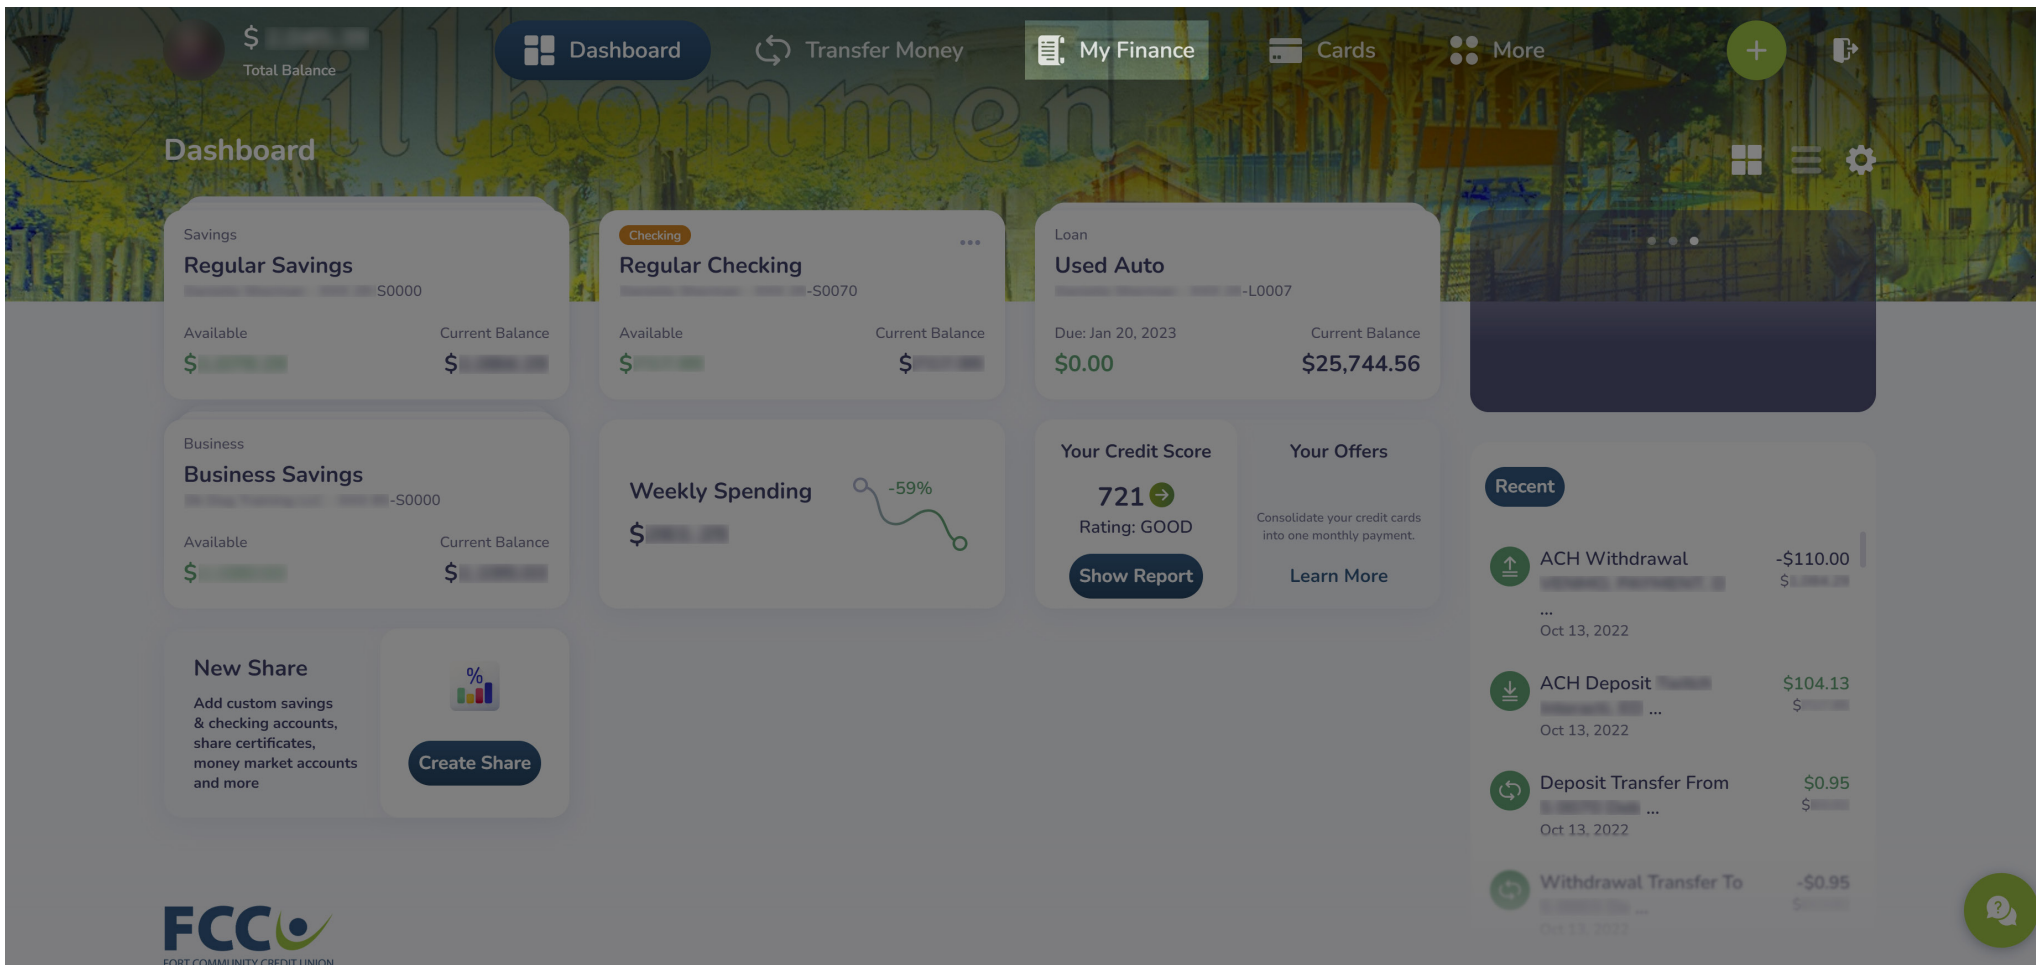 $
Total Balance
Dashboard
Transfer Money
My Finance
Cards
More
Willkommen
Dashboard
Savings
Regular Savings
S0000
Available
Current Balance
$
$
Checking
Regular Checking
-S0070
Available
Current Balance
$
$
Loan
Used Auto
-L0007
Due: Jan 20, 2023
Current Balance
$0.00
$25,744.56
Business
Business Savings
-S0000
Available
Current Balance
$
$
Weekly Spending
-59%
$
Your Credit Score
721
Rating: GOOD
Show Report
Your Offers
Consolidate your credit cards
into one monthly payment.
Learn More
New Share
Add custom savings
& checking accounts,
share certificates,
money market accounts
and more
%
Create Share
Recent
ACH Withdrawal
-$110.00
$
...
Oct 13, 2022
ACH Deposit
$104.13
...
$
Oct 13, 2022
Deposit Transfer From
$0.95
...
$
Oct 13, 2022
Withdrawal Transfer To
-$0.95
...
$
Oct 13, 2022
FCC
FORT COMMUNITY CREDIT UNION